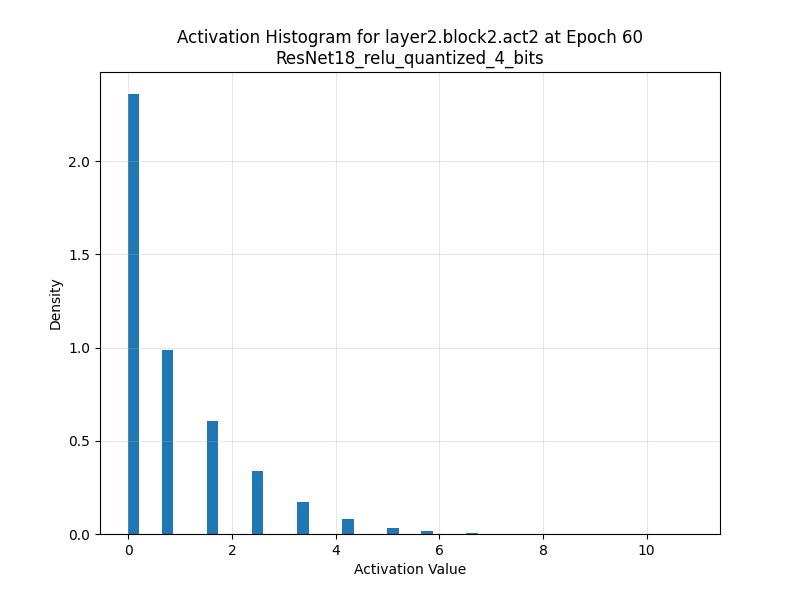 Activation Histogram for layer2.block2.act2 at Epoch 60
ResNet18_relu_quantized_4_bits
2.0
1.5
1.0
0.5
0.0
Density
0 2 4 6 8 10
Activation Value